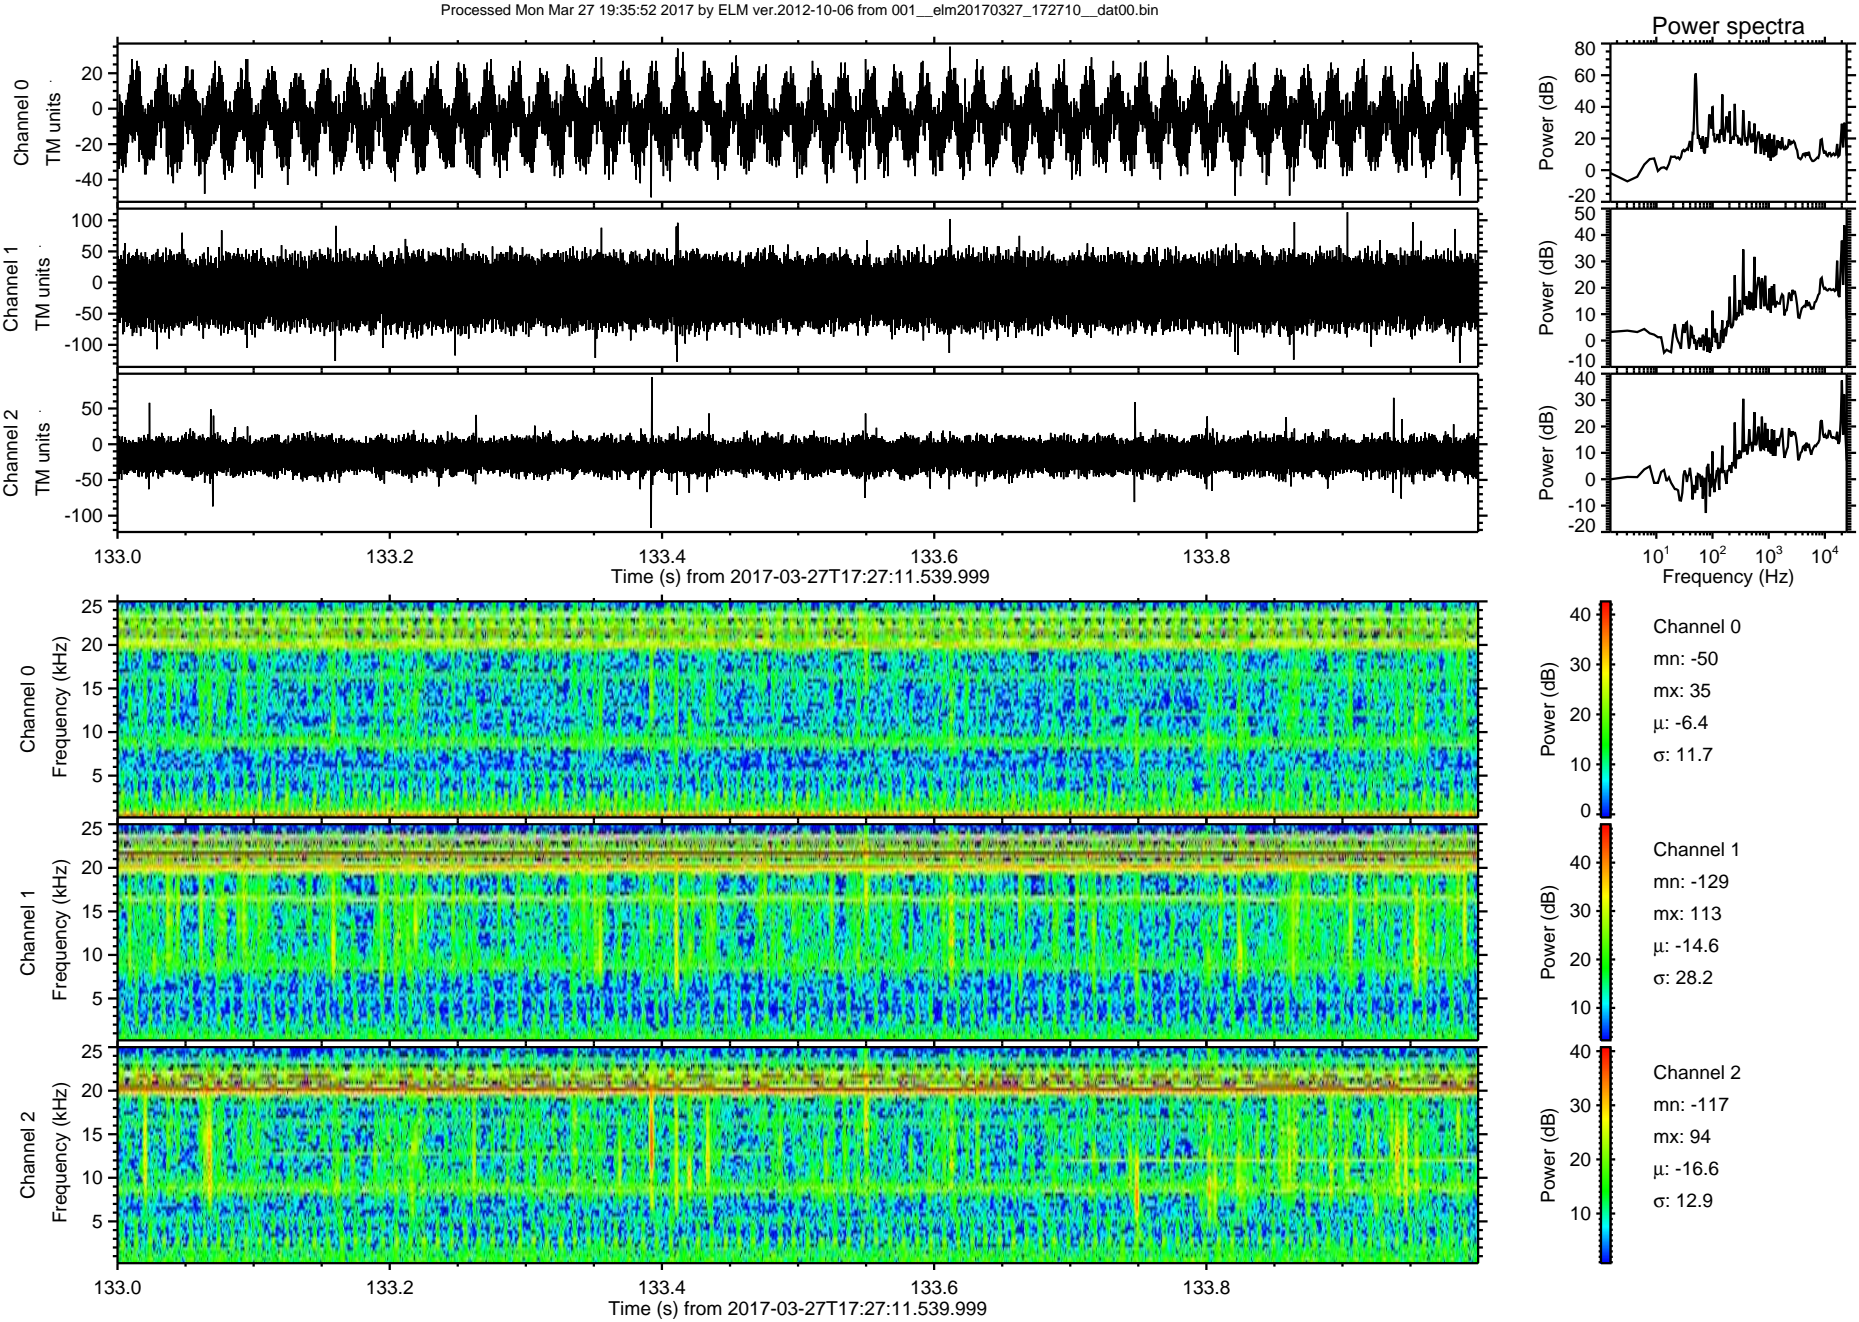 Processed Mon Mar 27 19:35:52 2017 by ELM ver.2012-10-06 from 001__elm20170327_172710__dat00.bin
Power spectra
Channel 0
TM units
20
0
-20
-40
Power (dB)
80
60
40
20
0
-20
Channel 1
TM units
100
50
0
-50
-100
Power (dB)
50
40
30
20
10
0
-10
Channel 2
TM units
50
0
-50
-100
Power (dB)
40
30
20
10
0
-10
-20
133.0 133.2 133.4 133.6 133.8
Time (s) from 2017-03-27T17:27:11.539.999
10^1 10^2 10^3 10^4
Frequency (Hz)
Channel 0
Frequency (kHz)
25
20
15
10
5
Power (dB)
40
30
20
10
0
Channel 0
mn: -50
mx: 35
μ: -6.4
σ: 11.7
Channel 1
Frequency (kHz)
25
20
15
10
5
Power (dB)
40
30
20
10
Channel 1
mn: -129
mx: 113
μ: -14.6
σ: 28.2
Channel 2
Frequency (kHz)
25
20
15
10
5
Power (dB)
40
30
20
10
Channel 2
mn: -117
mx: 94
μ: -16.6
σ: 12.9
133.0 133.2 133.4 133.6 133.8
Time (s) from 2017-03-27T17:27:11.539.999